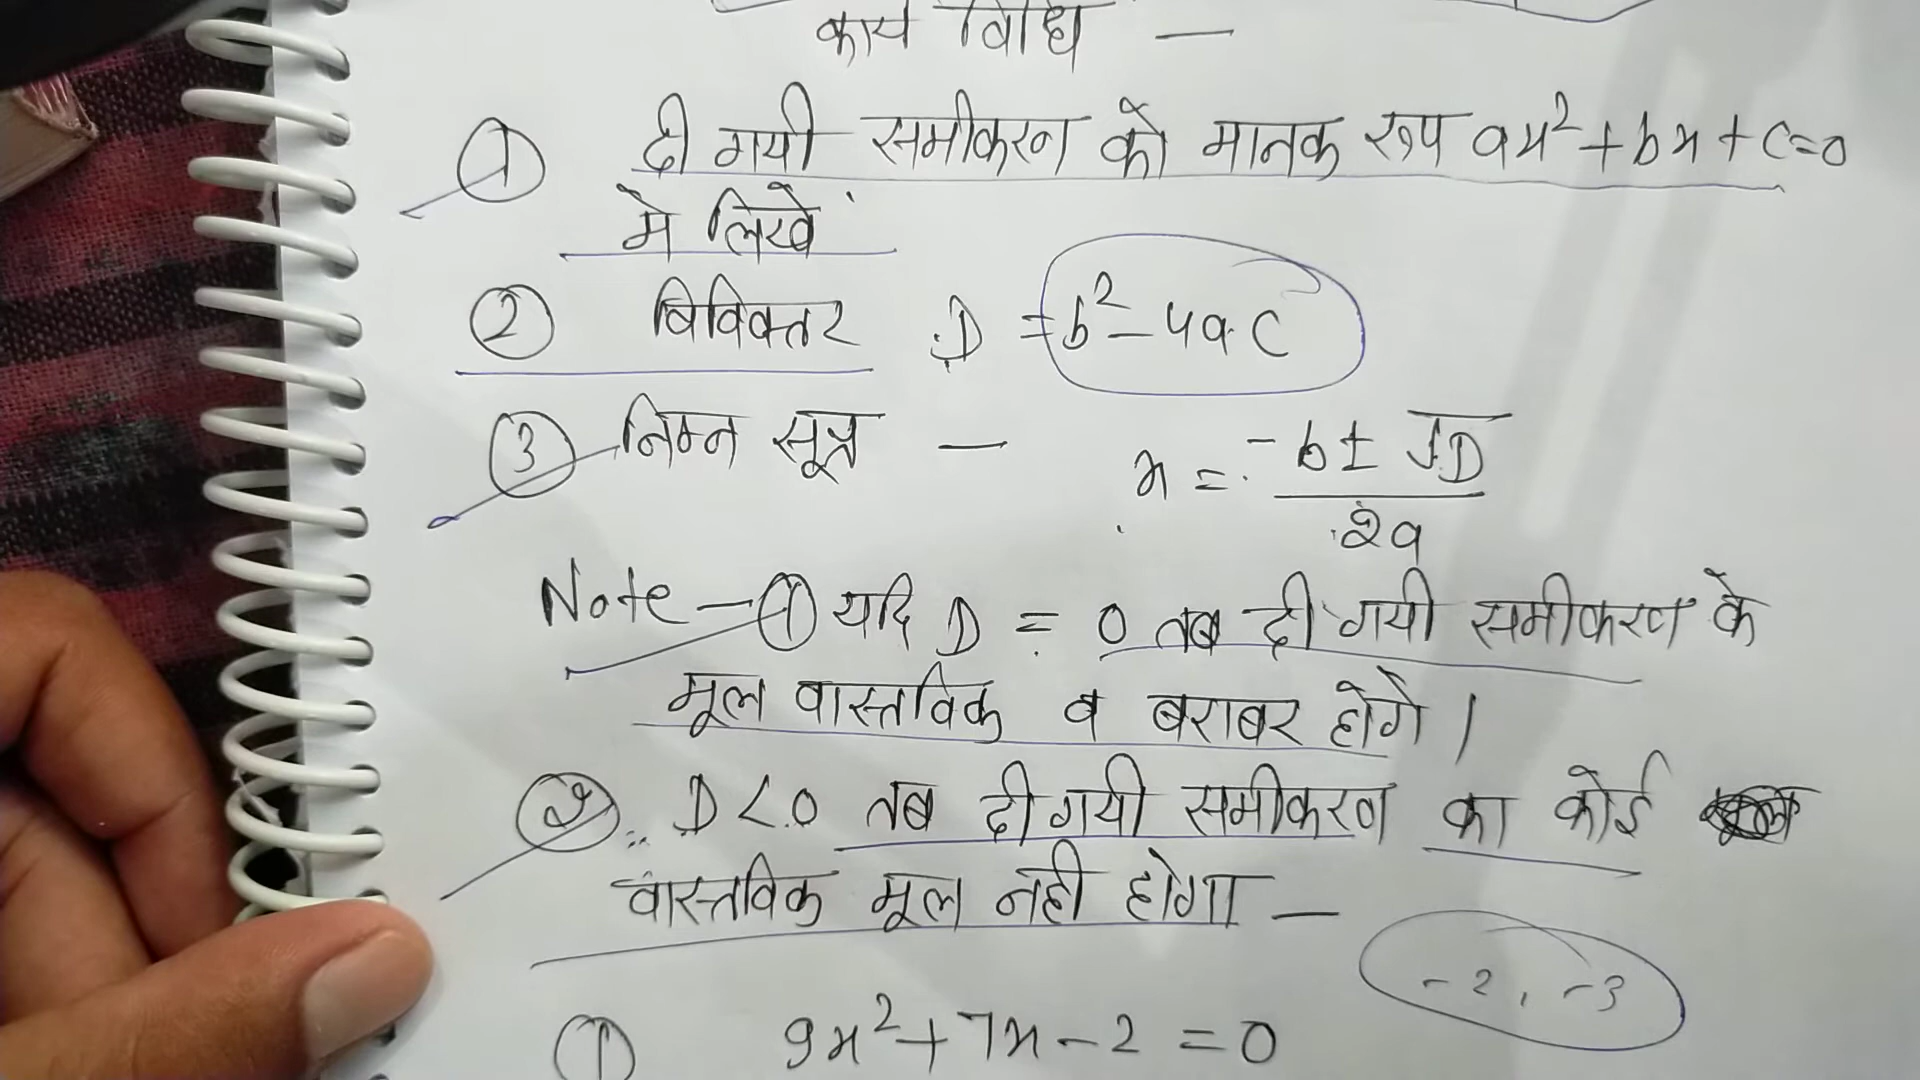 कार्य विधि —
① दी गयी समीकरण को मानक रूप ax²+bx+c=0
मे लिखें
② विविक्तर D = b²-4a.c
③ निम्न सूत्र — x = -b±√D / 2a
Note - ① यदि D = 0 तब दी गयी समीकरण के
मूल वास्तविक व बराबर होगे।
② D<0 तब दी गयी समीकरण का कोई
वास्तविक मूल नही होगा —
-2, -3
① 9x²+7x-2=0